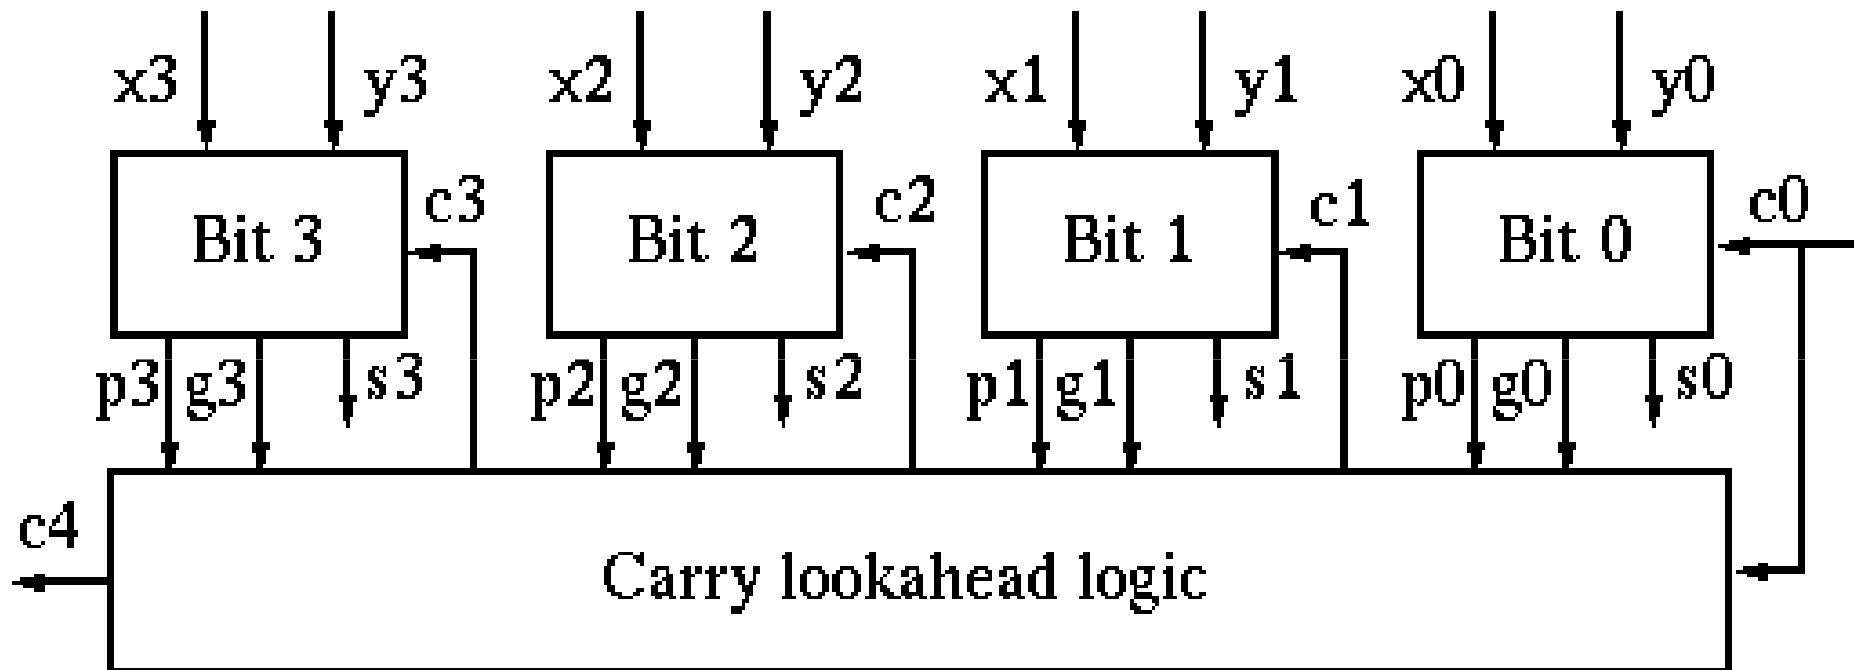 x3 y3 x2 y2 x1 y1 x0 y0
c3 c2 c1 c0
Bit 3 Bit 2 Bit 1 Bit 0
p3 g3 s3 p2 g2 s2 p1 g1 s1 p0 g0 s0
c4
Carry lookahead logic